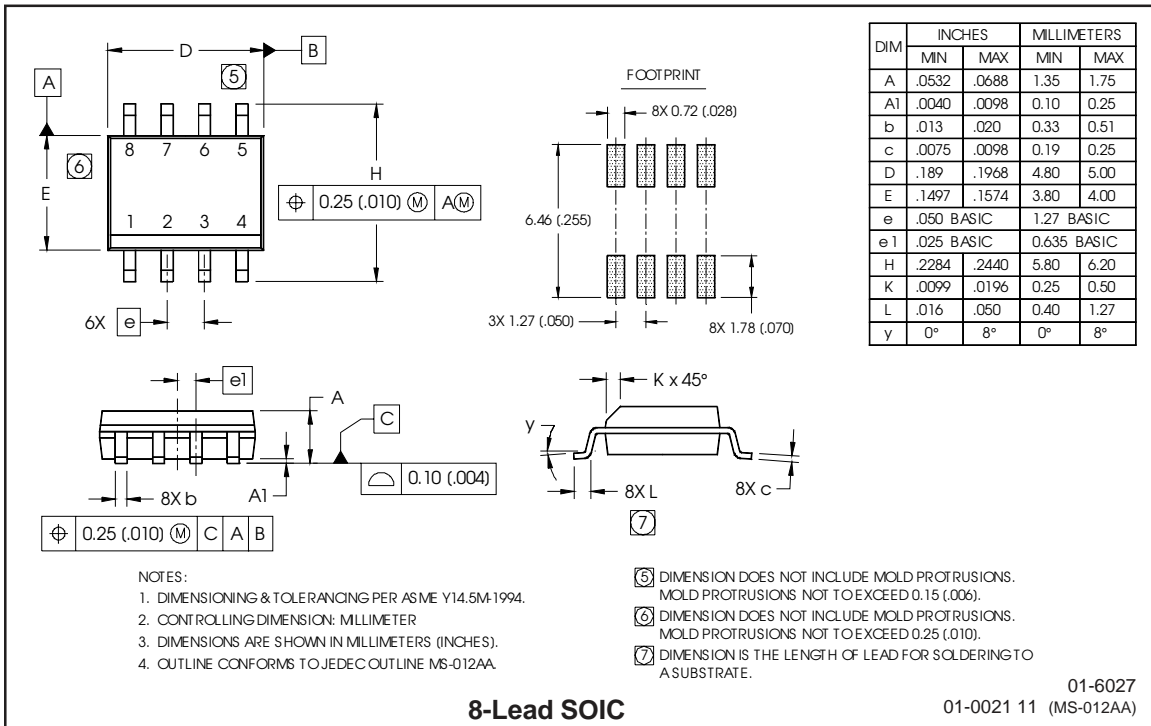 D
B
5
A
8 7 6 5
6
E
H
⌖ 0.25 (.010) Ⓜ AⓂ
1 2 3 4
6X e
FOOTPRINT
8X 0.72 (.028)
6.46 (.255)
3X 1.27 (.050)
8X 1.78 (.070)
DIM INCHES MILLIMETERS
MIN MAX MIN MAX
A .0532 .0688 1.35 1.75
A1 .0040 .0098 0.10 0.25
b .013 .020 0.33 0.51
c .0075 .0098 0.19 0.25
D .189 .1968 4.80 5.00
E .1497 .1574 3.80 4.00
e .050 BASIC 1.27 BASIC
e1 .025 BASIC 0.635 BASIC
H .2284 .2440 5.80 6.20
K .0099 .0196 0.25 0.50
L .016 .050 0.40 1.27
y 0° 8° 0° 8°
e1
A
C
⌓ 0.10 (.004)
8X b
A1
⌖ 0.25 (.010) Ⓜ C A B
K x 45°
y
8X L
7
8X c
NOTES:
1. DIMENSIONING & TOLERANCING PER ASME Y14.5M-1994.
2. CONTROLLING DIMENSION: MILLIMETER
3. DIMENSIONS ARE SHOWN IN MILLIMETERS (INCHES).
4. OUTLINE CONFORMS TO JEDEC OUTLINE MS-012AA.
5 DIMENSION DOES NOT INCLUDE MOLD PROTRUSIONS.
MOLD PROTRUSIONS NOT TO EXCEED 0.15 (.006).
6 DIMENSION DOES NOT INCLUDE MOLD PROTRUSIONS.
MOLD PROTRUSIONS NOT TO EXCEED 0.25 (.010).
7 DIMENSION IS THE LENGTH OF LEAD FOR SOLDERING TO
A SUBSTRATE.
8-Lead SOIC
01-6027
01-0021 11 (MS-012AA)